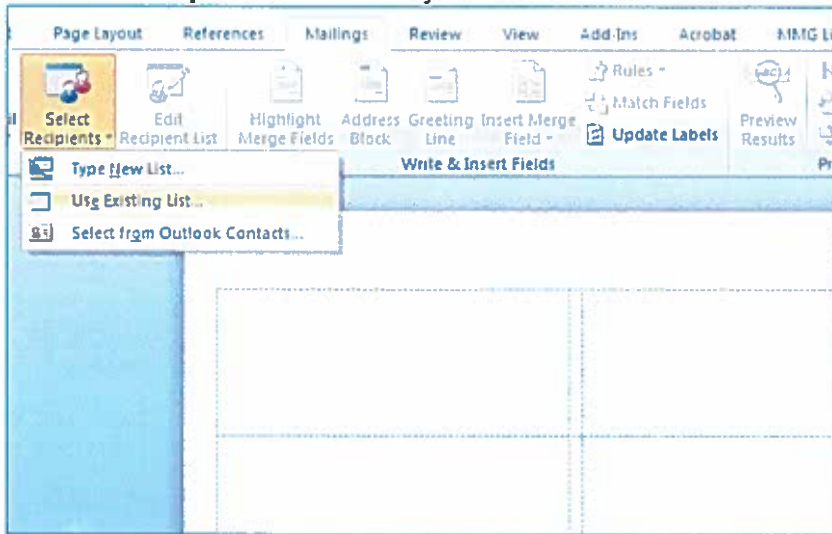 Page Layout References Mailings Review View Add-Ins Acrobat
Select Recipients
Edit Recipient List
Highlight Merge Fields
Address Block
Greeting Line
Insert Merge Field
Rules
Match Fields
Update Labels
Preview Results
Write & Insert Fields
Type New List...
Use Existing List...
Select from Outlook Contacts...